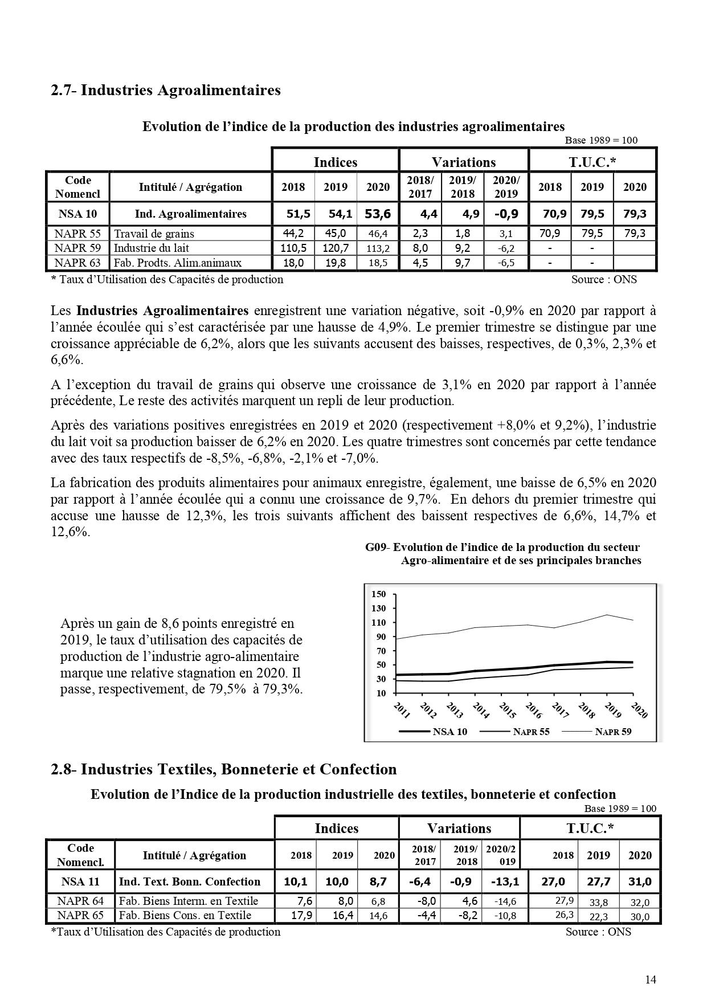 2.7- Industries Agroalimentaires
Evolution de l’indice de la production des industries agroalimentaires
Base 1989 = 100
Indices Variations T.U.C.*
Code Nomencl Intitulé / Agrégation 2018 2019 2020 2018/ 2017 2019/ 2018 2020/ 2019 2018 2019 2020
NSA 10 Ind. Agroalimentaires 51,5 54,1 53,6 4,4 4,9 -0,9 70,9 79,5 79,3
NAPR 55 Travail de grains 44,2 45,0 46,4 2,3 1,8 3,1 70,9 79,5 79,3
NAPR 59 Industrie du lait 110,5 120,7 113,2 8,0 9,2 -6,2 - -
NAPR 63 Fab. Prodts. Alim.animaux 18,0 19,8 18,5 4,5 9,7 -6,5 - -
* Taux d’Utilisation des Capacités de production Source : ONS
Les Industries Agroalimentaires enregistrent une variation négative, soit -0,9% en 2020 par rapport à
l’année écoulée qui s’est caractérisée par une hausse de 4,9%. Le premier trimestre se distingue par une
croissance appréciable de 6,2%, alors que les suivants accusent des baisses, respectives, de 0,3%, 2,3% et
6,6%.
A l’exception du travail de grains qui observe une croissance de 3,1% en 2020 par rapport à l’année
précédente, Le reste des activités marquent un repli de leur production.
Après des variations positives enregistrées en 2019 et 2020 (respectivement +8,0% et 9,2%), l’industrie
du lait voit sa production baisser de 6,2% en 2020. Les quatre trimestres sont concernés par cette tendance
avec des taux respectifs de -8,5%, -6,8%, -2,1% et -7,0%.
La fabrication des produits alimentaires pour animaux enregistre, également, une baisse de 6,5% en 2020
par rapport à l’année écoulée qui a connu une croissance de 9,7%. En dehors du premier trimestre qui
accuse une hausse de 12,3%, les trois suivants affichent des baissent respectives de 6,6%, 14,7% et
12,6%.
G09- Evolution de l’indice de la production du secteur
Agro-alimentaire et de ses principales branches
Après un gain de 8,6 points enregistré en
2019, le taux d’utilisation des capacités de
production de l’industrie agro-alimentaire
marque une relative stagnation en 2020. Il
passe, respectivement, de 79,5% à 79,3%.
150
130
110
90
70
50
30
10
2011 2012 2013 2014 2015 2016 2017 2018 2019 2020
NSA 10 NAPR 55 NAPR 59
2.8- Industries Textiles, Bonneterie et Confection
Evolution de l’Indice de la production industrielle des textiles, bonneterie et confection
Base 1989 = 100
Indices Variations T.U.C.*
Code Nomencl. Intitulé / Agrégation 2018 2019 2020 2018/ 2017 2019/ 2018 2020/2 019 2018 2019 2020
NSA 11 Ind. Text. Bonn. Confection 10,1 10,0 8,7 -6,4 -0,9 -13,1 27,0 27,7 31,0
NAPR 64 Fab. Biens Interm. en Textile 7,6 8,0 6,8 -8,0 4,6 -14,6 27,9 33,8 32,0
NAPR 65 Fab. Biens Cons. en Textile 17,9 16,4 14,6 -4,4 -8,2 -10,8 26,3 22,3 30,0
*Taux d’Utilisation des Capacités de production Source : ONS
14